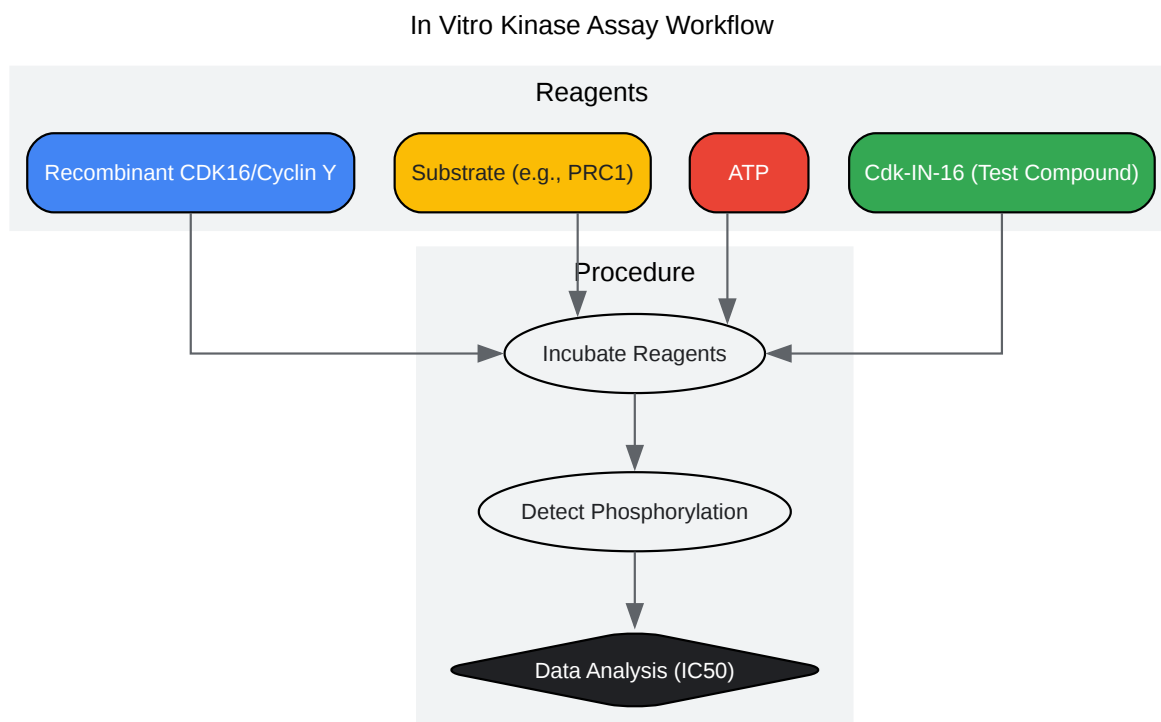 In Vitro Kinase Assay Workflow
Reagents
Recombinant CDK16/Cyclin Y
Substrate (e.g., PRC1)
ATP
Cdk-IN-16 (Test Compound)
Procedure
Incubate Reagents
Detect Phosphorylation
Data Analysis (IC50)